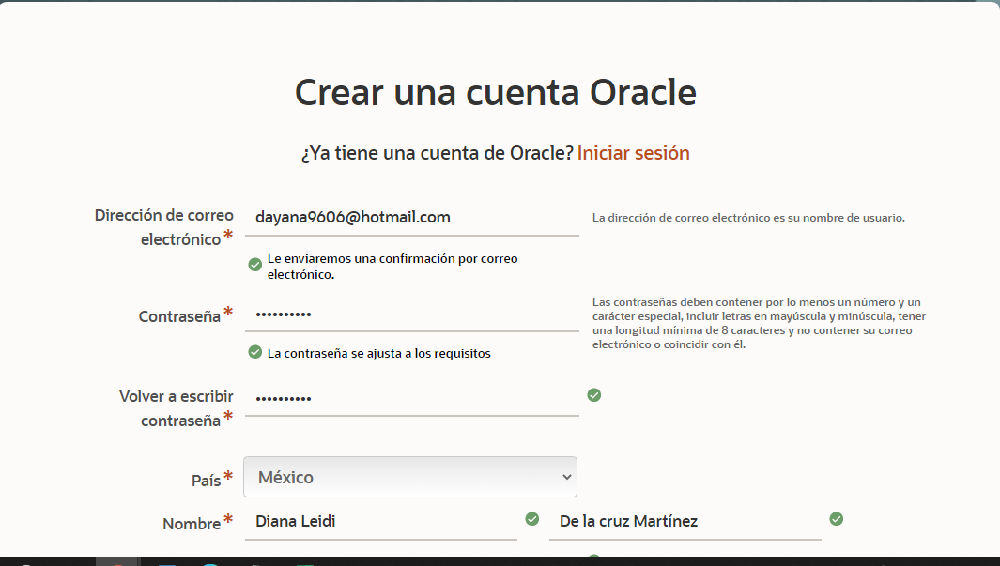 Crear una cuenta Oracle
¿Ya tiene una cuenta de Oracle? Iniciar sesión
Dirección de correo
electrónico*
dayana9606@hotmail.com
La dirección de correo electrónico es su nombre de usuario.
Le enviaremos una confirmación por correo
electrónico.
Contraseña*
••••••••••
Las contraseñas deben contener por lo menos un número y un
carácter especial, incluir letras en mayúscula y minúscula, tener
una longitud mínima de 8 caracteres y no contener su correo
electrónico o coincidir con él.
La contraseña se ajusta a los requisitos
Volver a escribir
contraseña*
••••••••••
País*
México
Nombre*
Diana Leidi
De la cruz Martínez